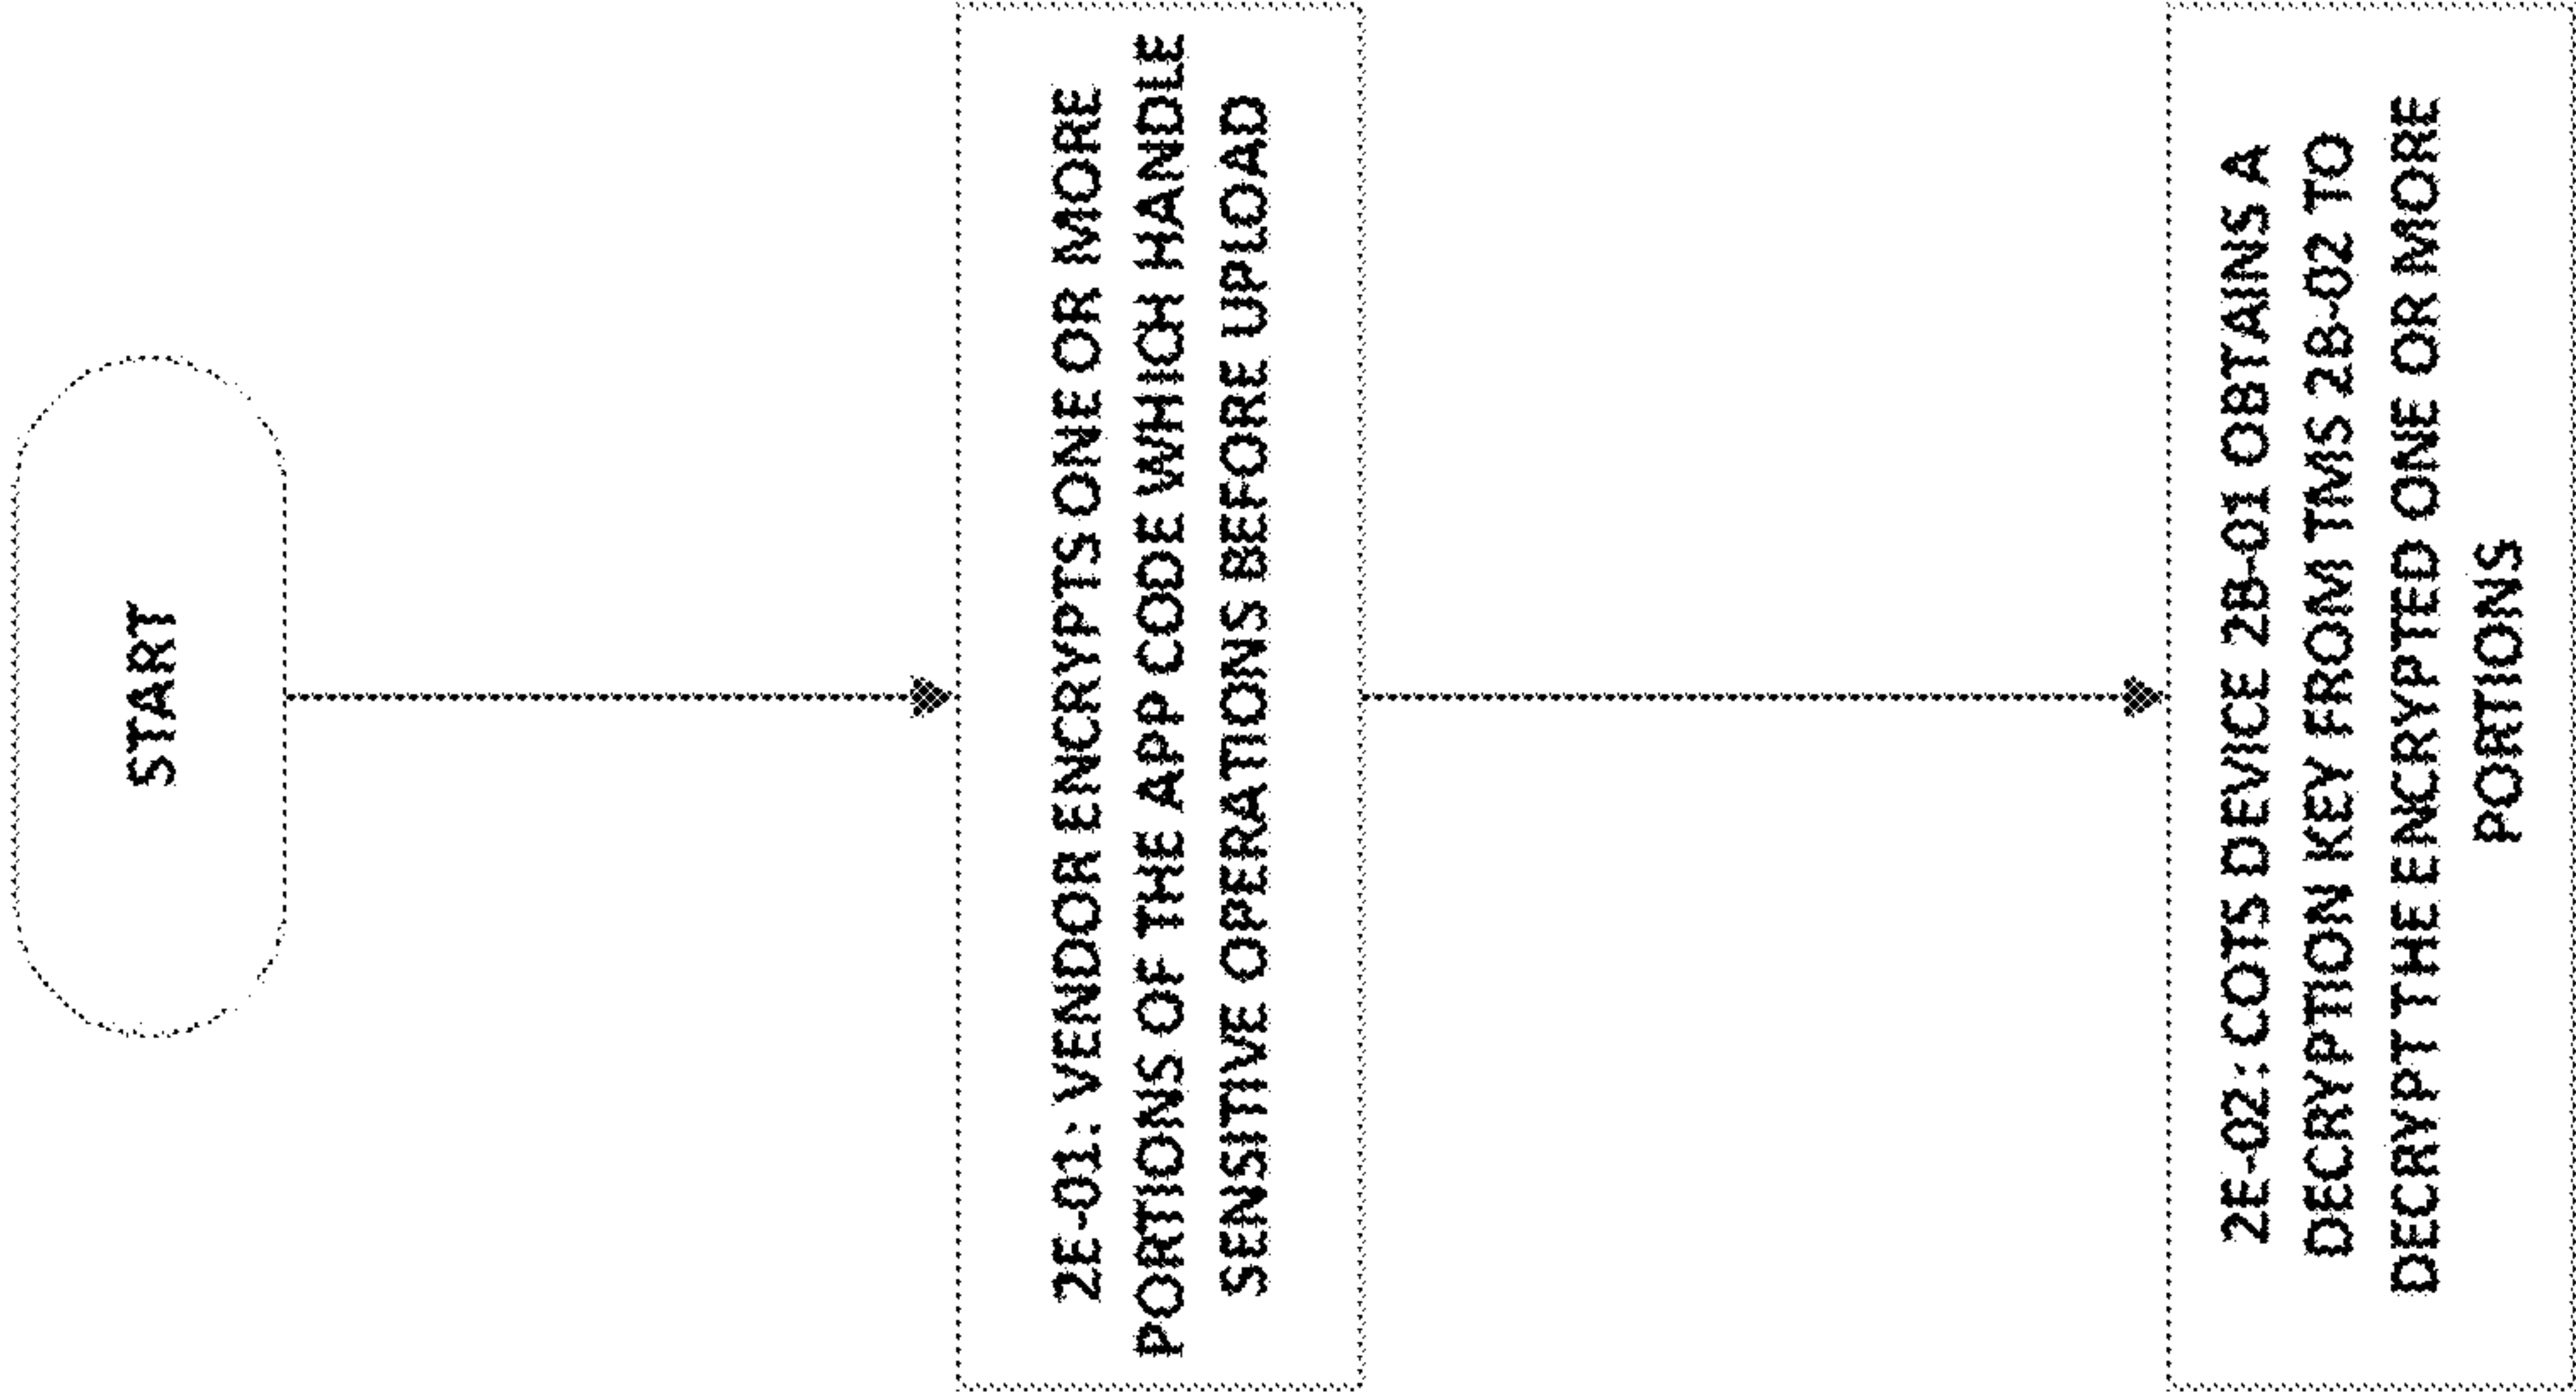 START
2E-01: VENDOR ENCRYPTS ONE OR MORE
PORTIONS OF THE APP CODE WHICH HANDLE
SENSITIVE OPERATIONS BEFORE UPLOAD
2E-02: COTS DEVICE 2B-01 OBTAINS A
DECRYPTION KEY FROM TMS 2B-02 TO
DECRYPT THE ENCRYPTED ONE OR MORE
PORTIONS